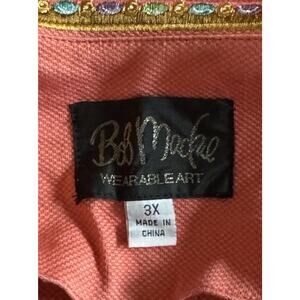 Bob Mackie
WEARABLE ART
3X
MADE IN
CHINA